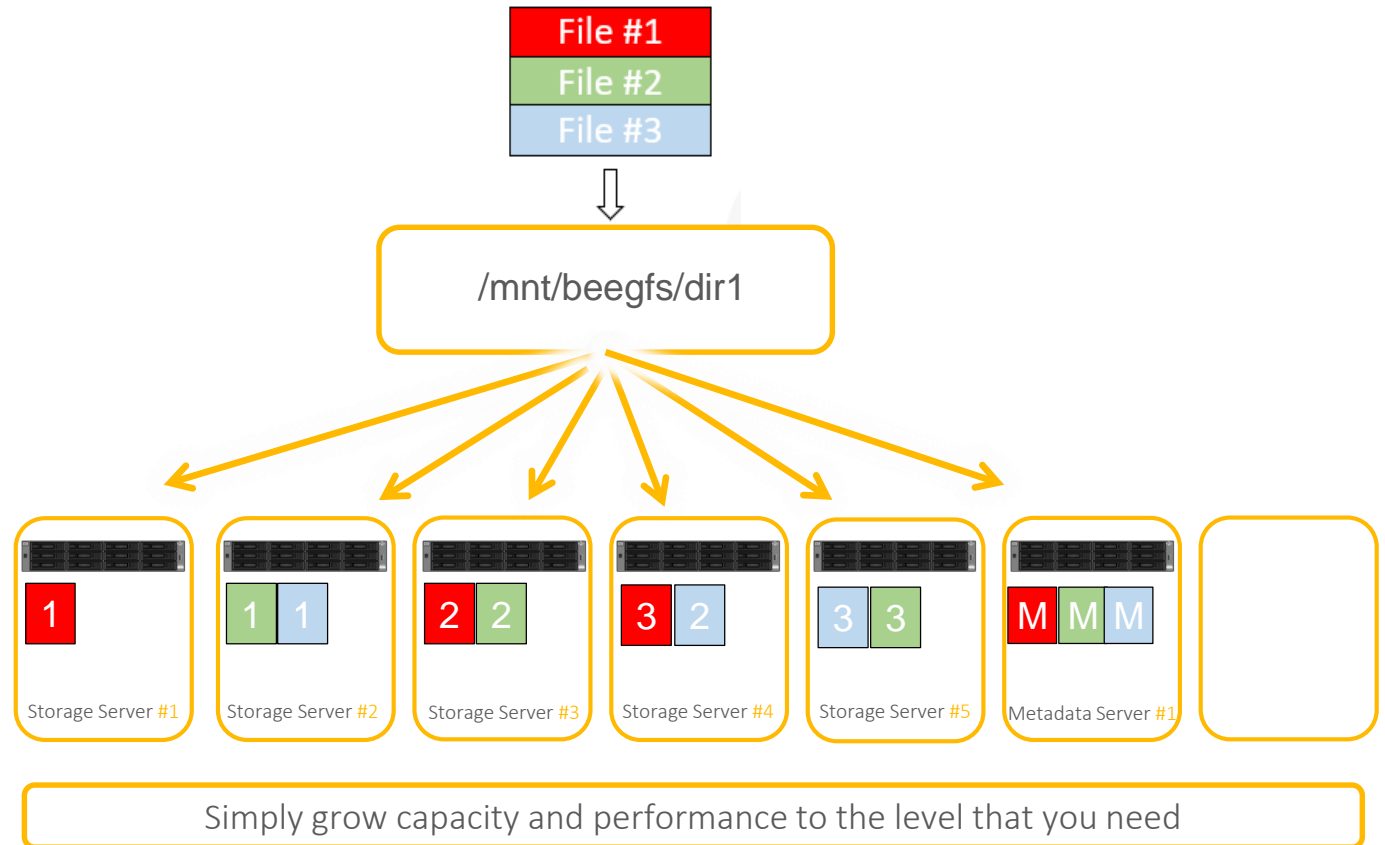 File #1
File #2
File #3
/mnt/beegfs/dir1
1
1 1
2 2
3 2
3 3
M M M
Storage Server #1
Storage Server #2
Storage Server #3
Storage Server #4
Storage Server #5
Metadata Server #1
Simply grow capacity and performance to the level that you need